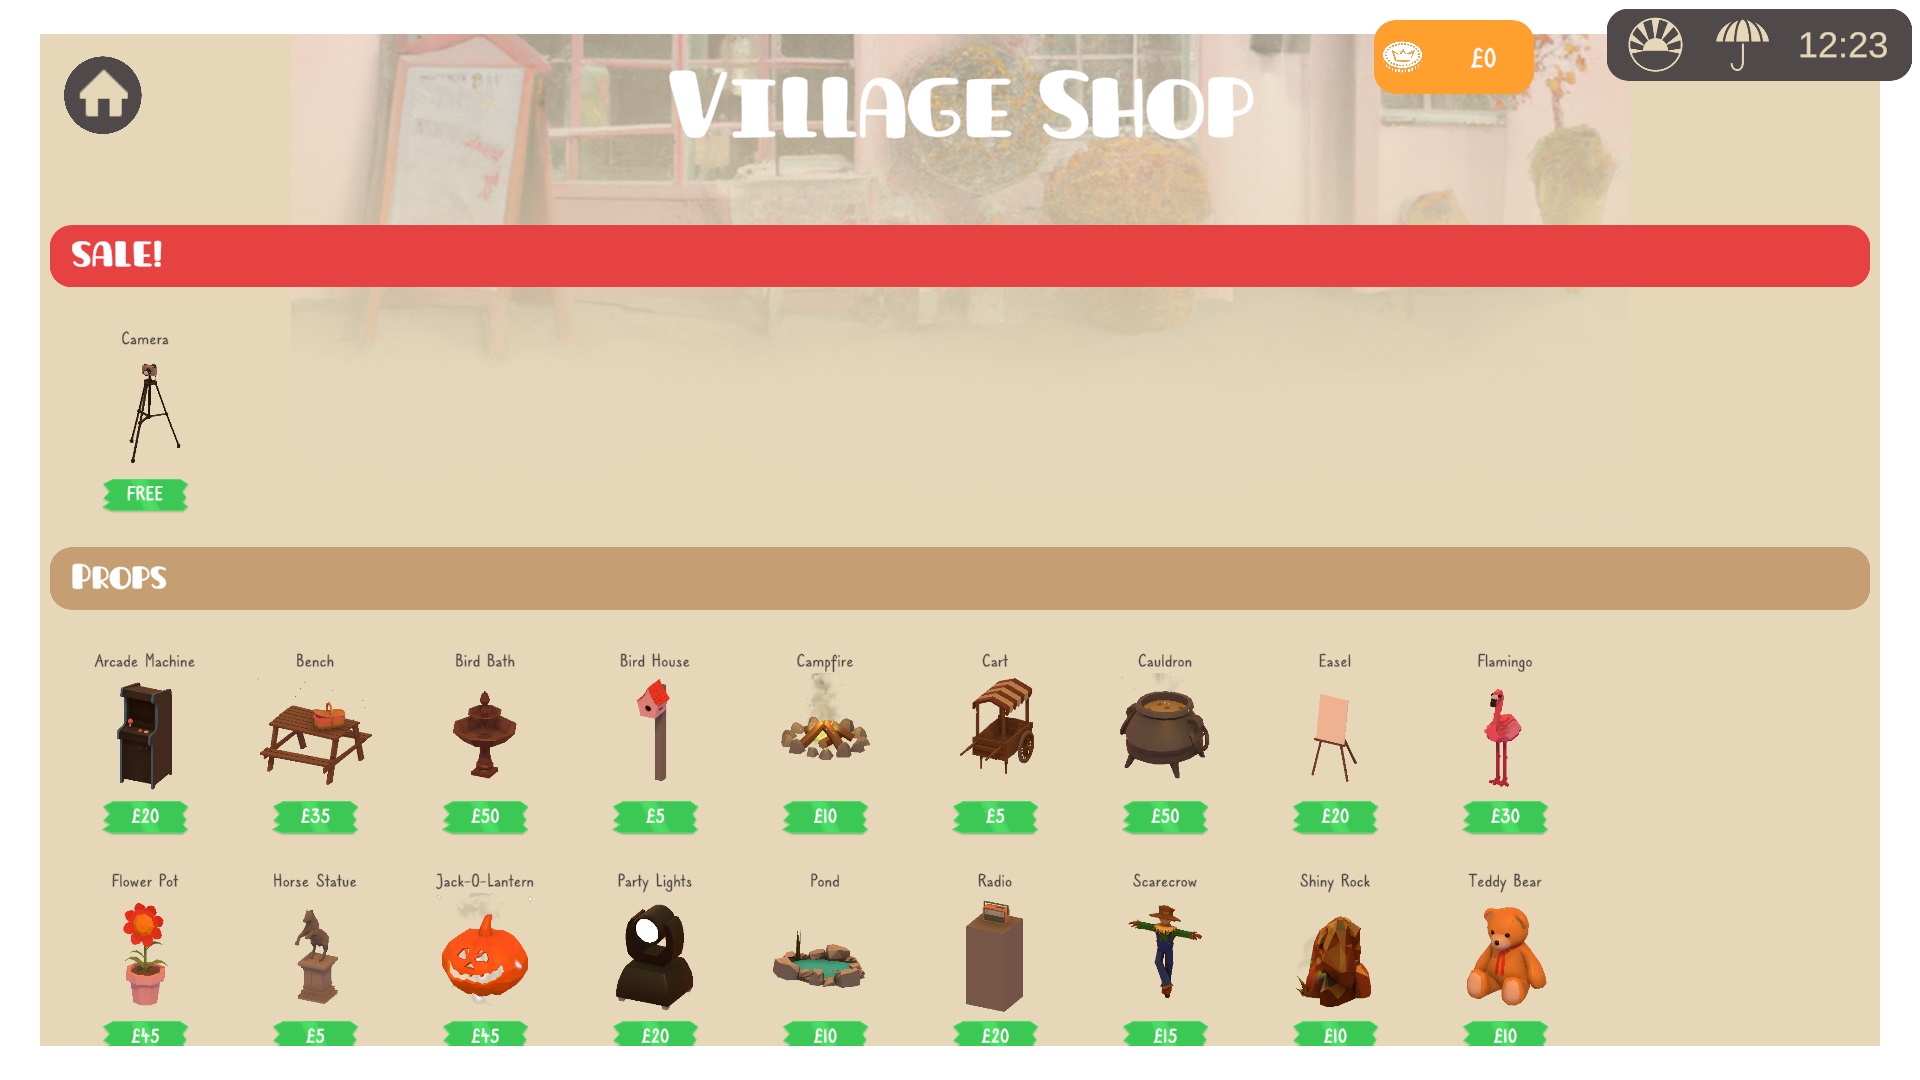 £0
12:23
Village Shop
SALE!
Camera
FREE
Props
Arcade Machine Bench Bird Bath Bird House Campfire Cart Cauldron Easel Flamingo
£20 £35 £50 £5 £10 £5 £50 £20 £30
Flower Pot Horse Statue Jack-O-Lantern Party Lights Pond Radio Scarecrow Shiny Rock Teddy Bear
£45 £5 £45 £20 £10 £20 £15 £10 £10